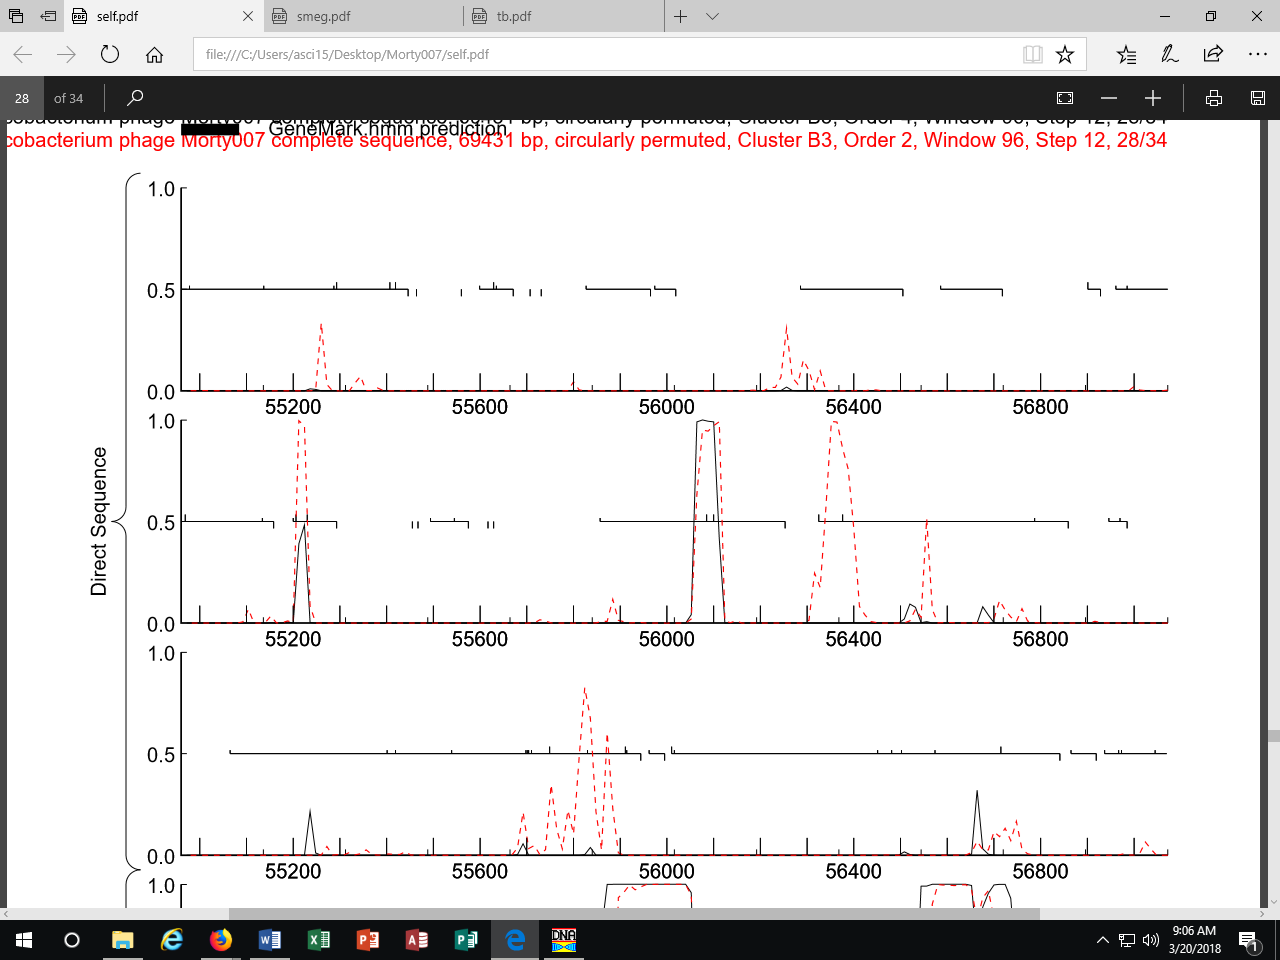 self.pdf
smeg.pdf
tb.pdf
file:///C:/Users/asci15/Desktop/Morty007/self.pdf
28 of 34
GeneMark.hmm prediction
cobacterium phage Morty007 complete sequence, 69431 bp, circularly permuted, Cluster B3, Order 2, Window 96, Step 12, 28/34
Direct Sequence
1.0
0.5
0.0
55200 55600 56000 56400 56800
1.0
0.5
0.0
55200 55600 56000 56400 56800
1.0
0.5
0.0
55200 55600 56000 56400 56800
1.0
DNA
9:06 AM
3/20/2018
1